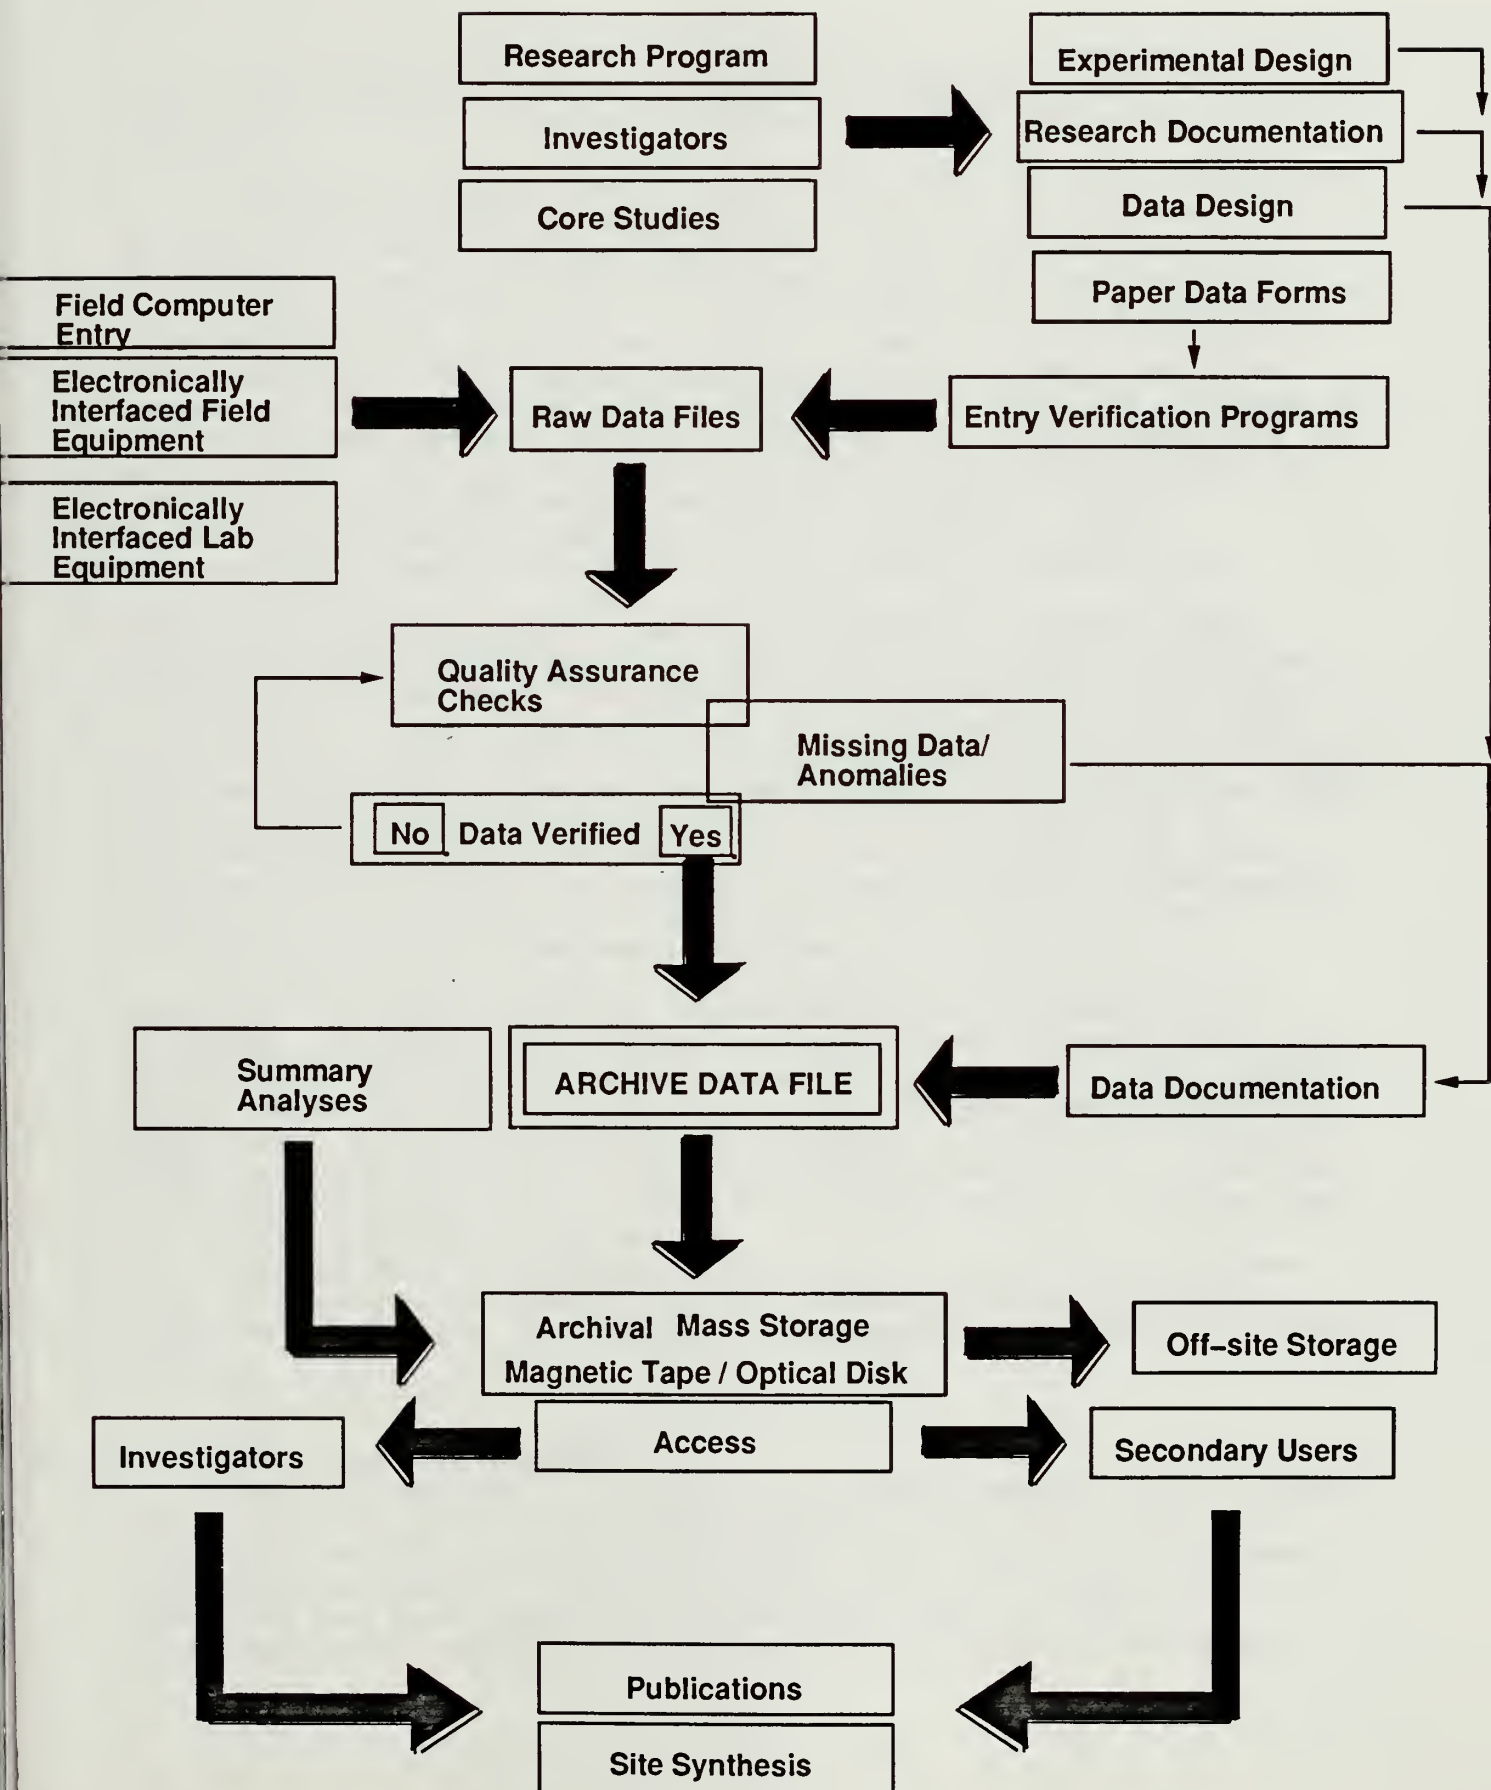 Research Program
Experimental Design
Investigators
Research Documentation
Core Studies
Data Design
Paper Data Forms
Field Computer
Entry
Electronically
Interfaced Field
Equipment
Raw Data Files
Entry Verification Programs
Electronically
Interfaced Lab
Equipment
Quality Assurance
Checks
Missing Data/
Anomalies
No Data Verified Yes
Summary
Analyses
ARCHIVE DATA FILE
Data Documentation
Archival Mass Storage
Magnetic Tape / Optical Disk
Off-site Storage
Investigators
Access
Secondary Users
Publications
Site Synthesis